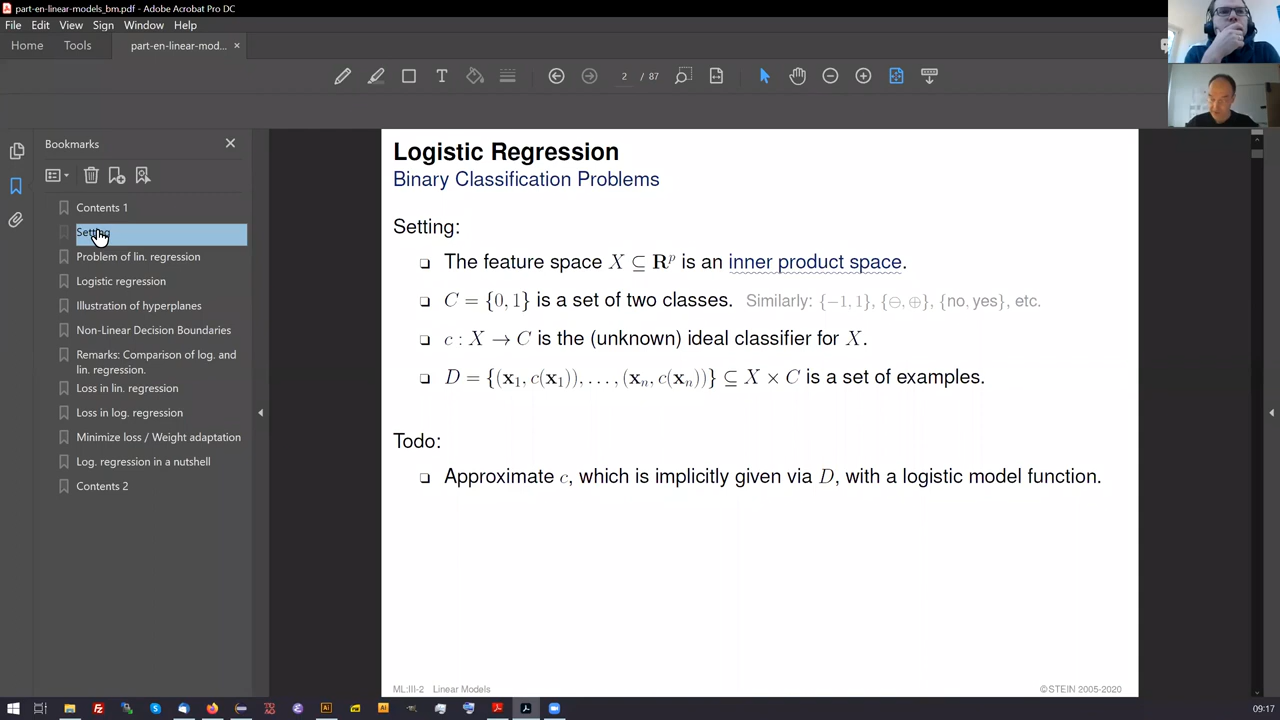 part-en-linear-models_bm.pdf - Adobe Acrobat Pro DC
File Edit View Sign Window Help
Home Tools part-en-linear-mod... ×
2 / 87
Bookmarks
Contents 1
Setting
Problem of lin. regression
Logistic regression
Illustration of hyperplanes
Non-Linear Decision Boundaries
Remarks: Comparison of log. and
lin. regression.
Loss in lin. regression
Loss in log. regression
Minimize loss / Weight adaptation
Log. regression in a nutshell
Contents 2
Logistic Regression
Binary Classification Problems
Setting:
❑ The feature space X ⊆ R^p is an inner product space.
❑ C = {0, 1} is a set of two classes. Similarly: {−1, 1}, {⊖, ⊕}, {no, yes}, etc.
❑ c : X → C is the (unknown) ideal classifier for X.
❑ D = {(x₁, c(x₁)), . . . , (xₙ, c(xₙ))} ⊆ X × C is a set of examples.
Todo:
❑ Approximate c, which is implicitly given via D, with a logistic model function.
ML:III-2 Linear Models ©STEIN 2005-2020
09:17